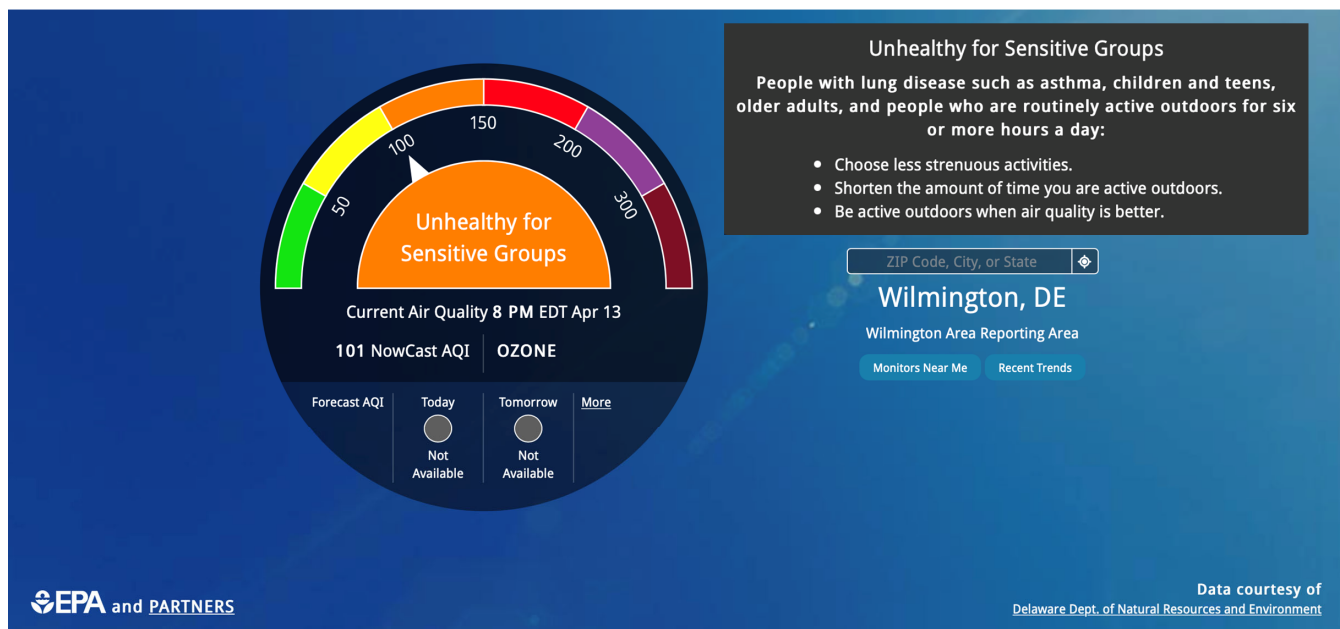 50
100
150
200
300
Unhealthy for
Sensitive Groups
Current Air Quality 8 PM EDT Apr 13
101 NowCast AQI OZONE
Forecast AQI Today Tomorrow More
Not Not
Available Available
Unhealthy for Sensitive Groups
People with lung disease such as asthma, children and teens,
older adults, and people who are routinely active outdoors for six
or more hours a day:
Choose less strenuous activities.
Shorten the amount of time you are active outdoors.
Be active outdoors when air quality is better.
ZIP Code, City, or State
Wilmington, DE
Wilmington Area Reporting Area
Monitors Near Me Recent Trends
EPA and PARTNERS
Data courtesy of
Delaware Dept. of Natural Resources and Environment